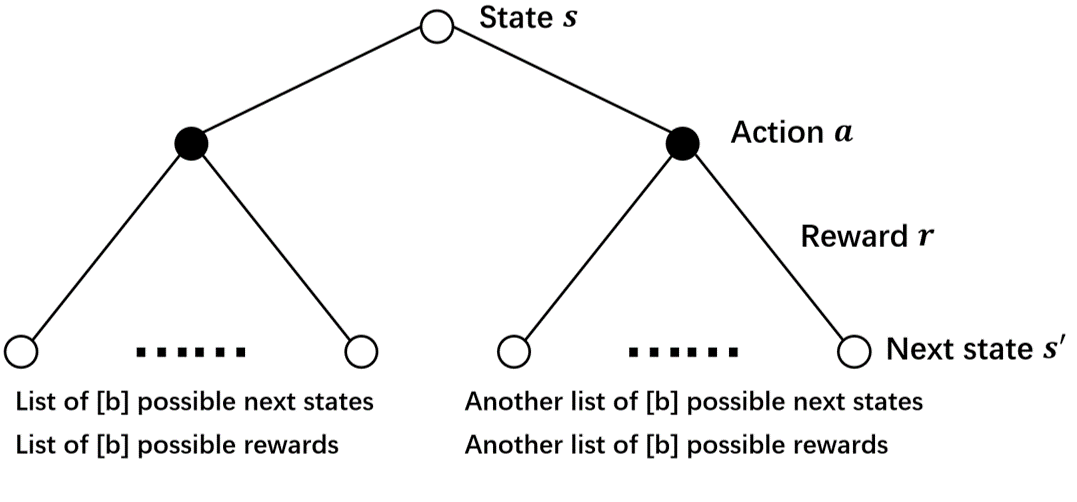 State s
Action a
Reward r
Next state s′
List of [b] possible next states
Another list of [b] possible next states
List of [b] possible rewards
Another list of [b] possible rewards